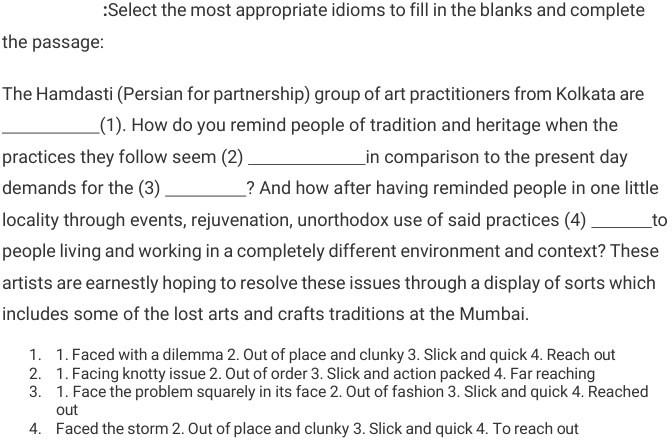 :Select the most appropriate idioms to fill in the blanks and complete
the passage:
The Hamdasti (Persian for partnership) group of art practitioners from Kolkata are
___________(1). How do you remind people of tradition and heritage when the
practices they follow seem (2) _____________in comparison to the present day
demands for the (3) _________? And how after having reminded people in one little
locality through events, rejuvenation, unorthodox use of said practices (4) _______to
people living and working in a completely different environment and context? These
artists are earnestly hoping to resolve these issues through a display of sorts which
includes some of the lost arts and crafts traditions at the Mumbai.
1. 1. Faced with a dilemma 2. Out of place and clunky 3. Slick and quick 4. Reach out
2. 1. Facing knotty issue 2. Out of order 3. Slick and action packed 4. Far reaching
3. 1. Face the problem squarely in its face 2. Out of fashion 3. Slick and quick 4. Reached
out
4. Faced the storm 2. Out of place and clunky 3. Slick and quick 4. To reach out